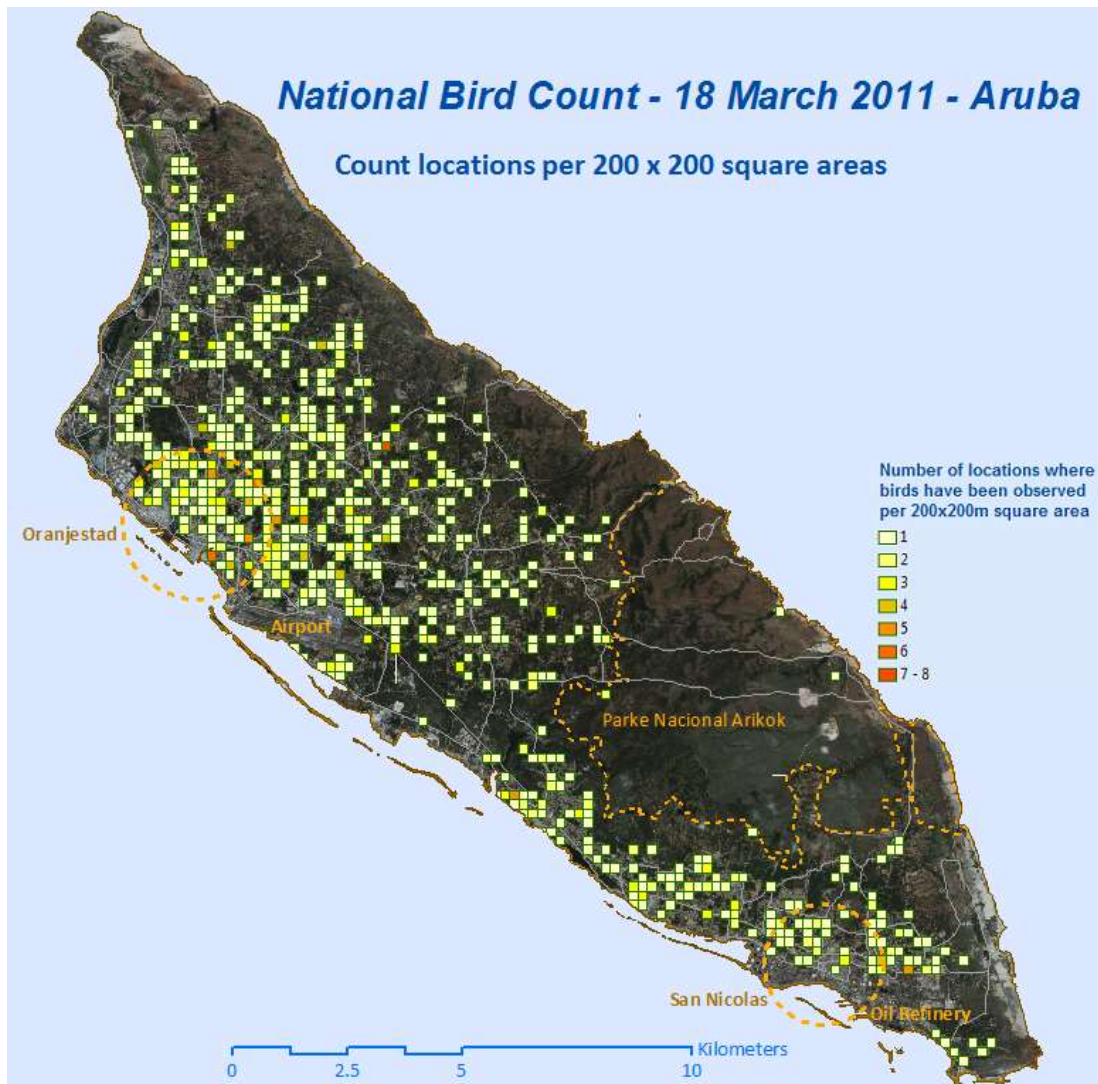 National Bird Count - 18 March 2011 - Aruba
Count locations per 200 x 200 square areas
Number of locations where
birds have been observed
per 200x200m square area
1
2
3
4
5
6
7 - 8
Oranjestad
Airport
Parke Nacional Arikok
San Nicolas
Oil Refinery
Kilometers
0 2.5 5 10